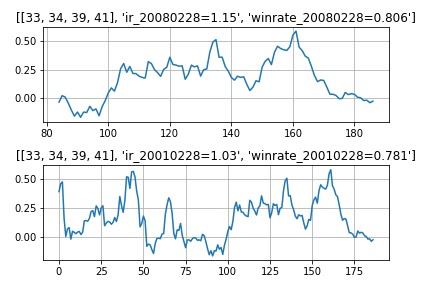 [[33, 34, 39, 41], 'ir_20080228=1.15', 'winrate_20080228=0.806']
0.50
0.25
0.00
80 100 120 140 160 180
[[33, 34, 39, 41], 'ir_20010228=1.03', 'winrate_20010228=0.781']
0.50
0.25
0.00
0 25 50 75 100 125 150 175